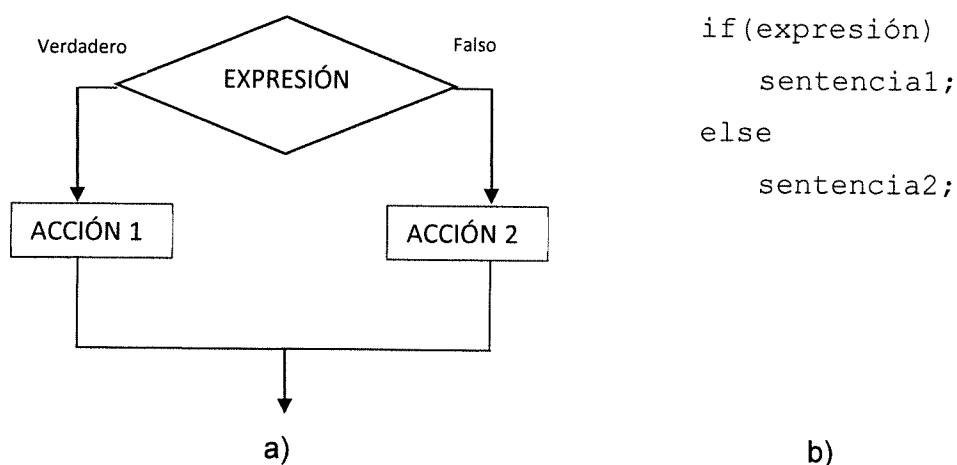 Verdadero
Falso
EXPRESIÓN
ACCIÓN 1
ACCIÓN 2
a)
if(expresión)
sentencia1;
else
sentencia2;
b)